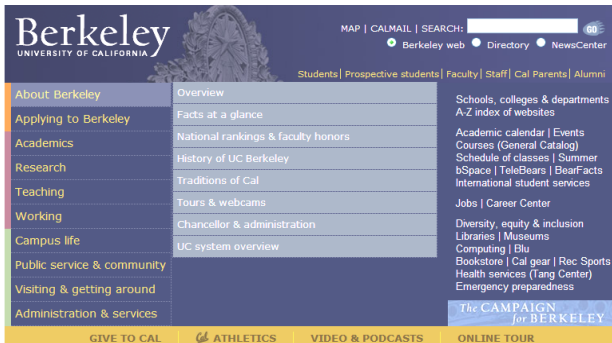 Berkeley
UNIVERSITY OF CALIFORNIA
MAP | CALMAIL | SEARCH:
GO
Berkeley web Directory NewsCenter
Students| Prospective students| Faculty| Staff| Cal Parents| Alumni
About Berkeley
Applying to Berkeley
Academics
Research
Teaching
Working
Campus life
Public service & community
Visiting & getting around
Administration & services
Overview
Facts at a glance
National rankings & faculty honors
History of UC Berkeley
Traditions of Cal
Tours & webcams
Chancellor & administration
UC system overview
Schools, colleges & departments
A-Z index of websites
Academic calendar | Events
Courses (General Catalog)
Schedule of classes | Summer
bSpace | TeleBears | BearFacts
International student services
Jobs | Career Center
Diversity, equity & inclusion
Libraries | Museums
Computing | Blu
Bookstore | Cal gear | Rec Sports
Health services (Tang Center)
Emergency preparedness
The CAMPAIGN
for BERKELEY
GIVE TO CAL
Cal ATHLETICS
VIDEO & PODCASTS
ONLINE TOUR